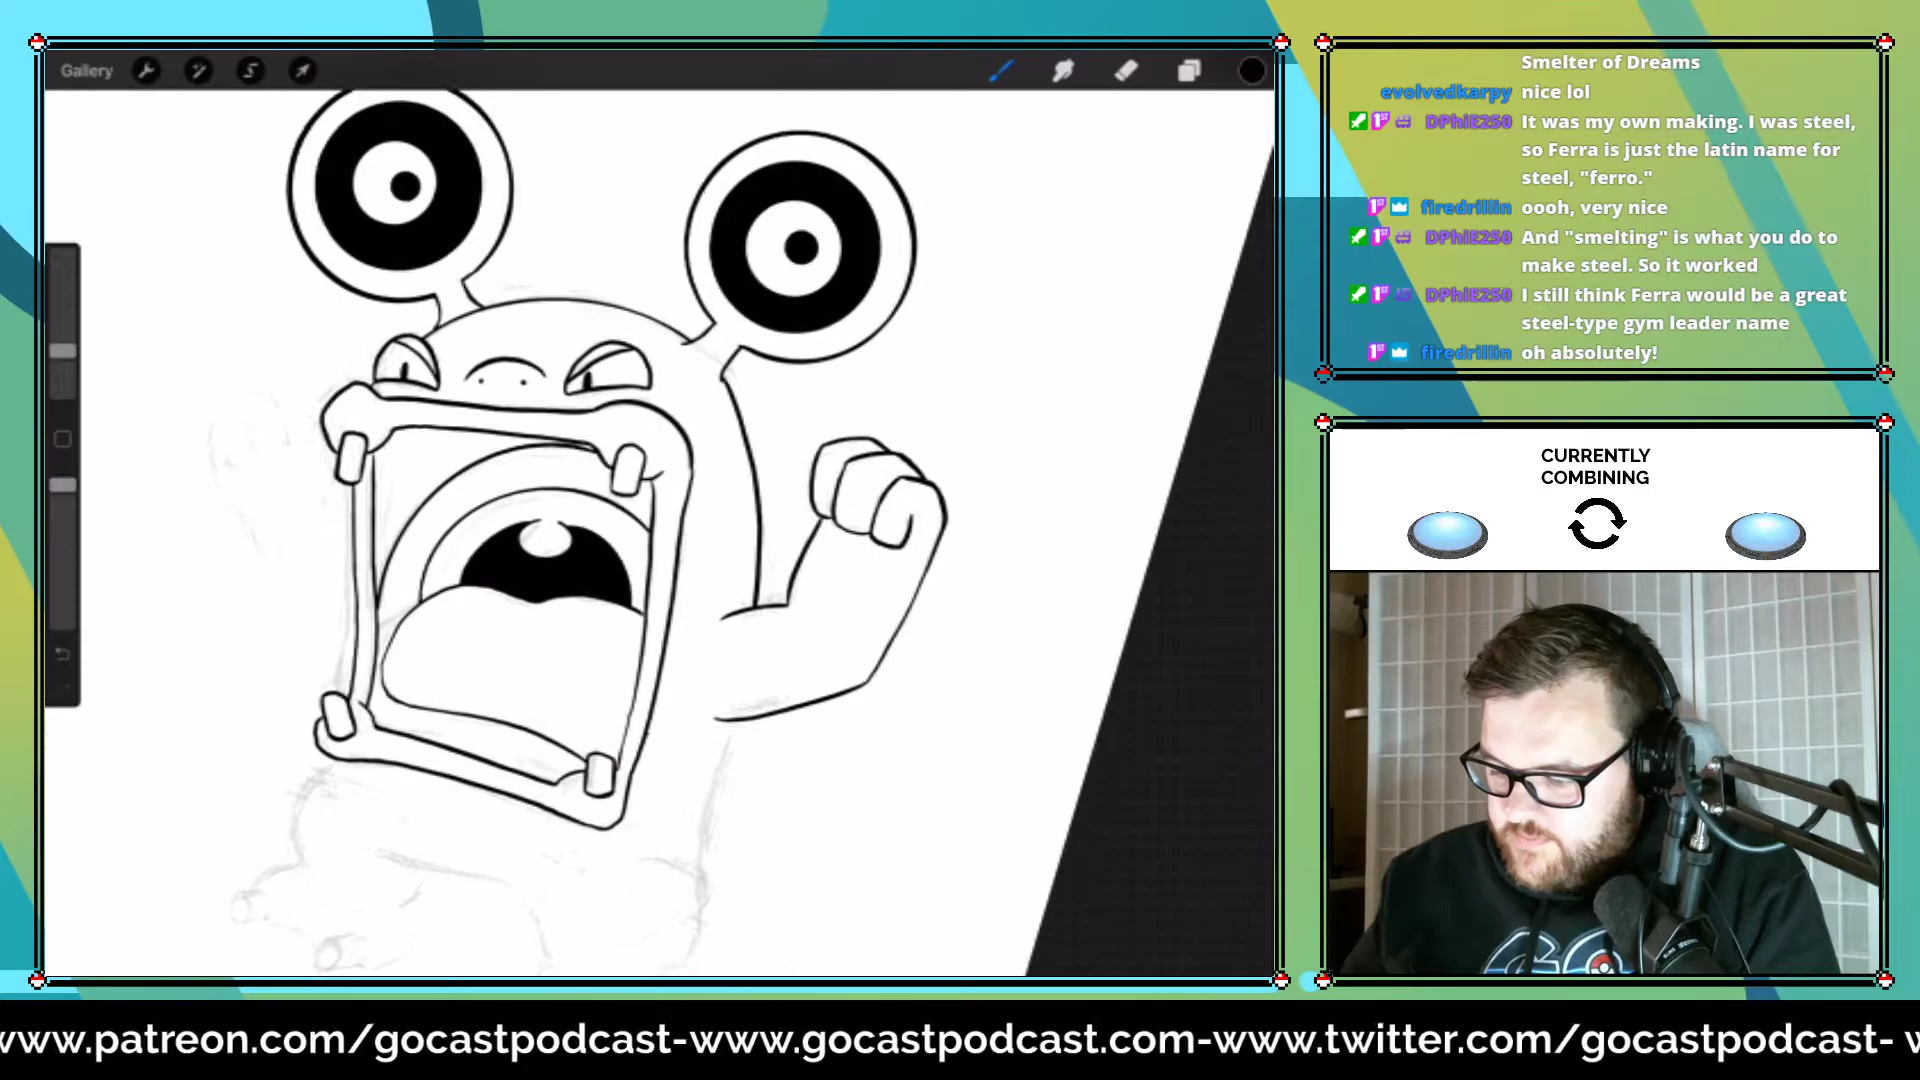 Gallery
Smelter of Dreams
evolvedkarpy nice lol
DPhiE250 It was my own making. I was steel,
so Ferra is just the latin name for
steel, "ferro."
firedrillin oooh, very nice
DPhiE250 And "smelting" is what you do to
make steel. So it worked
DPhiE250 I still think Ferra would be a great
steel-type gym leader name
firedrillin oh absolutely!
CURRENTLY
COMBINING
GO
www.patreon.com/gocastpodcast-www.gocastpodcast.com-www.twitter.com/gocastpodcast- w